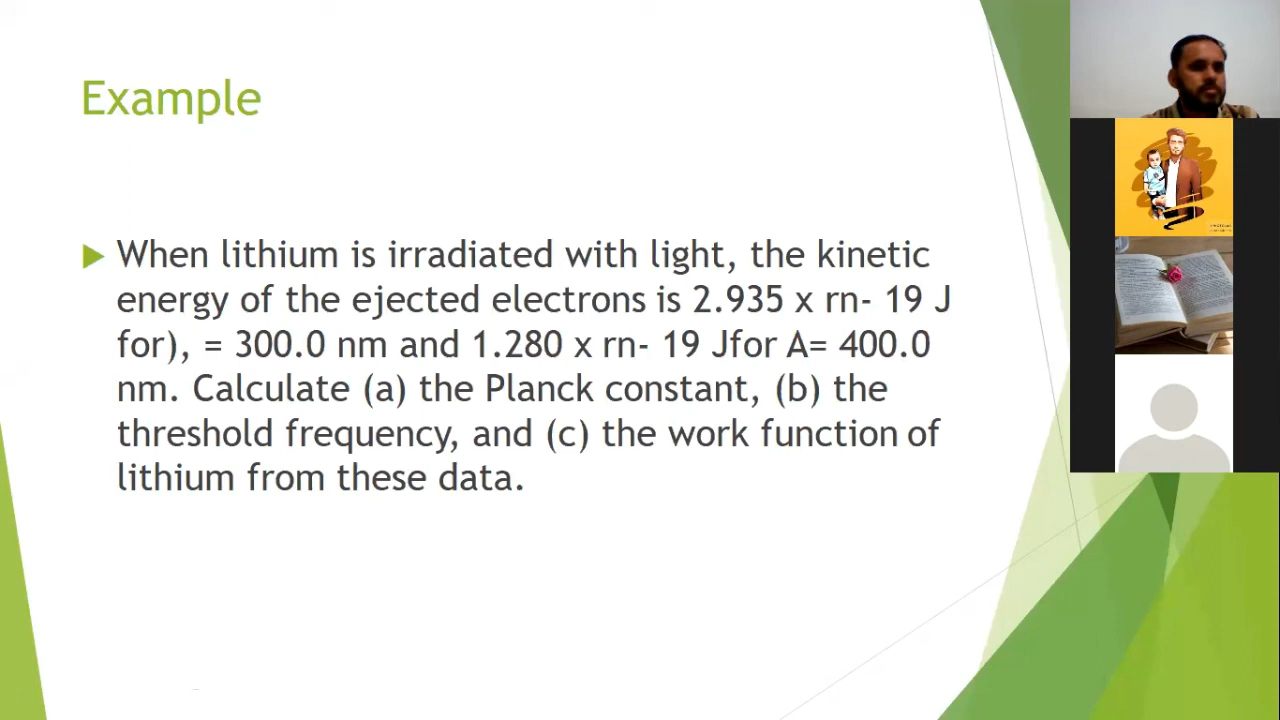 Example
When lithium is irradiated with light, the kinetic
energy of the ejected electrons is 2.935 x rn- 19 J
for), = 300.0 nm and 1.280 x rn- 19 Jfor A= 400.0
nm. Calculate (a) the Planck constant, (b) the
threshold frequency, and (c) the work function of
lithium from these data.